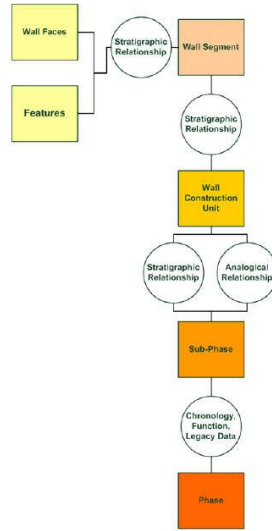 Wall Faces
Stratigraphic
Relationship
Wall Segment
Features
Stratigraphic
Relationship
Wall
Construction
Unit
Stratigraphic
Relationship
Analogical
Relationship
Sub-Phase
Chronology,
Function,
Legacy Data
Phase